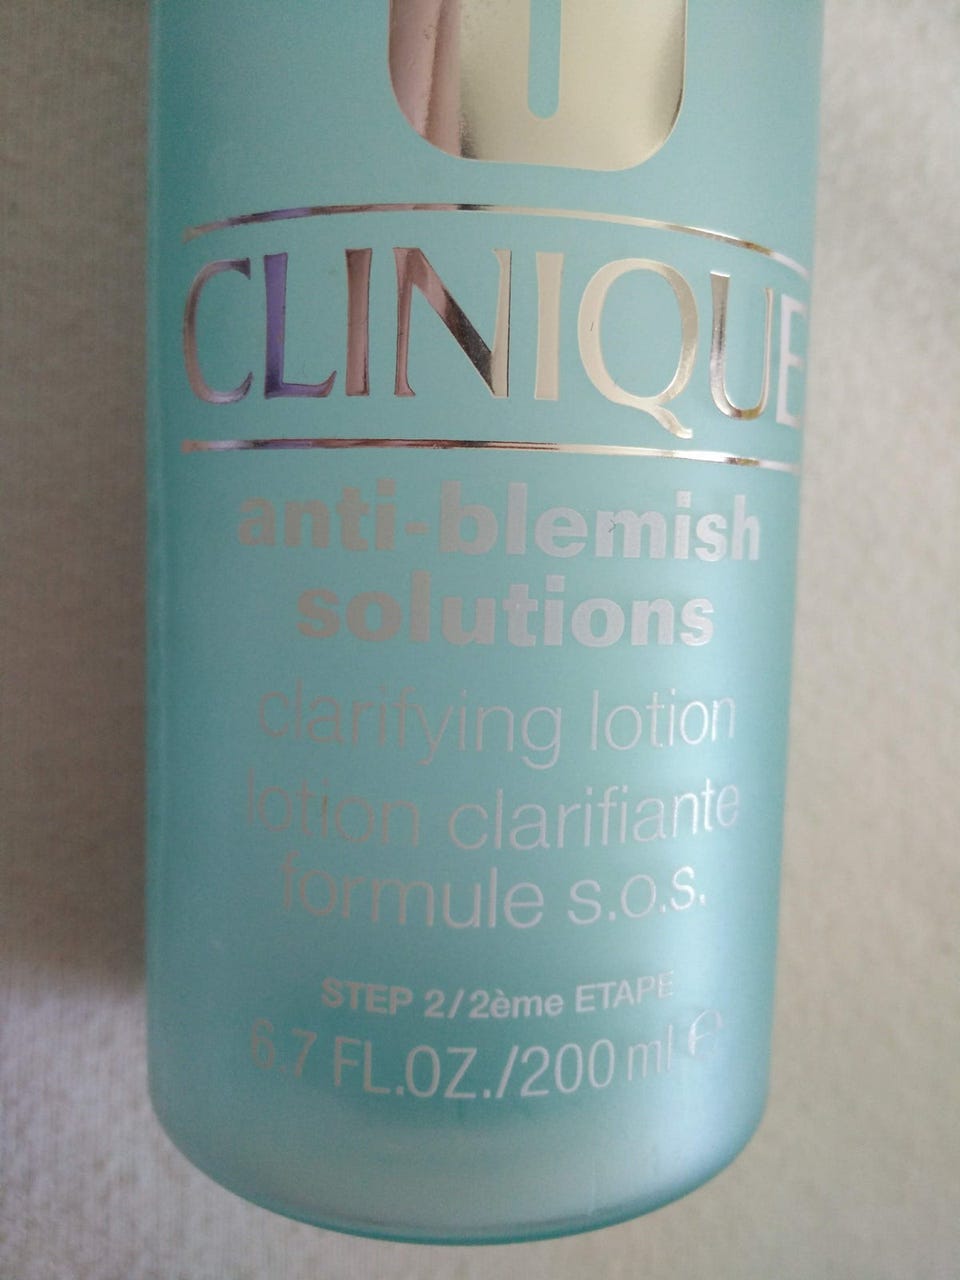 CLINIQUE
anti-blemish
solutions
clarifying lotion
lotion clarifiante
formule s.o.s.
STEP 2/2ème ETAPE
6.7 FL.OZ./200 ml ℮